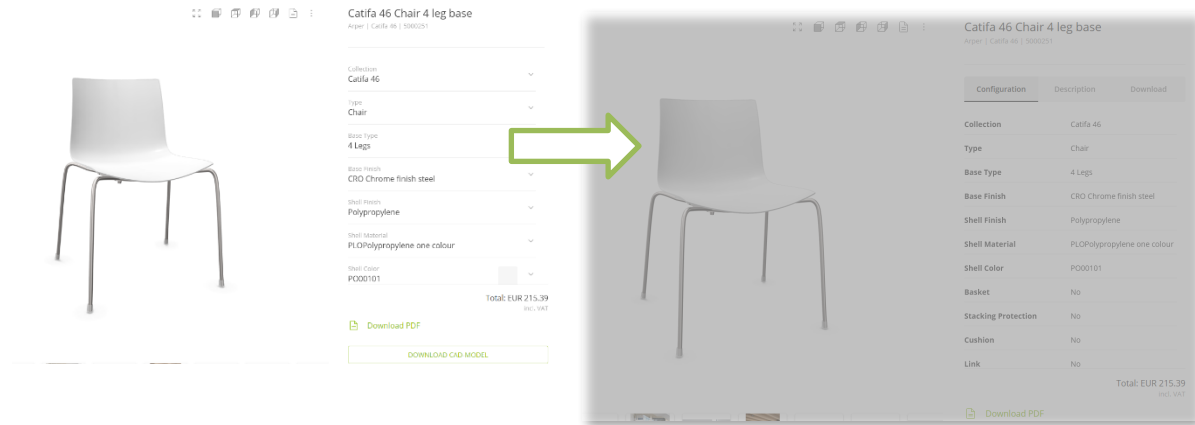 Catifa 46 Chair 4 leg base
Arper | Catifa 46 | 5000251
Collection
Catifa 46
Type
Chair
Base Type
4 Legs
Base Finish
CRO Chrome finish steel
Shell Finish
Polypropylene
Shell Material
PLOPolypropylene one colour
Shell Color
PO00101
Total: EUR 215.39
incl. VAT
Download PDF
DOWNLOAD CAD MODEL
Catifa 46 Chair 4 leg base
Arper | Catifa 46 | 5000251
Configuration Description Download
Collection Catifa 46
Type Chair
Base Type 4 Legs
Base Finish CRO Chrome finish steel
Shell Finish Polypropylene
Shell Material PLOPolypropylene one colour
Shell Color PO00101
Basket No
Stacking Protection No
Cushion No
Link No
Total: EUR 215.39
incl. VAT
Download PDF